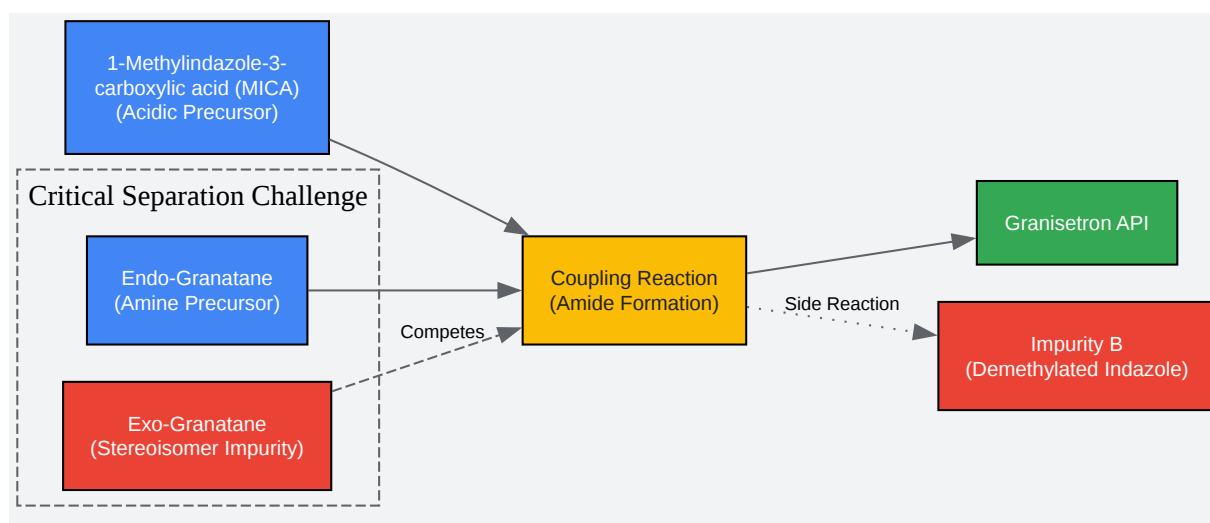 1-Methylindazole-3-
carboxylic acid (MICA)
(Acidic Precursor)
Critical Separation Challenge
Endo-Granatane
(Amine Precursor)
Exo-Granatane
(Stereoisomer Impurity)
Competes
Coupling Reaction
(Amide Formation)
Side Reaction
Granisetron API
Impurity B
(Demethylated Indazole)